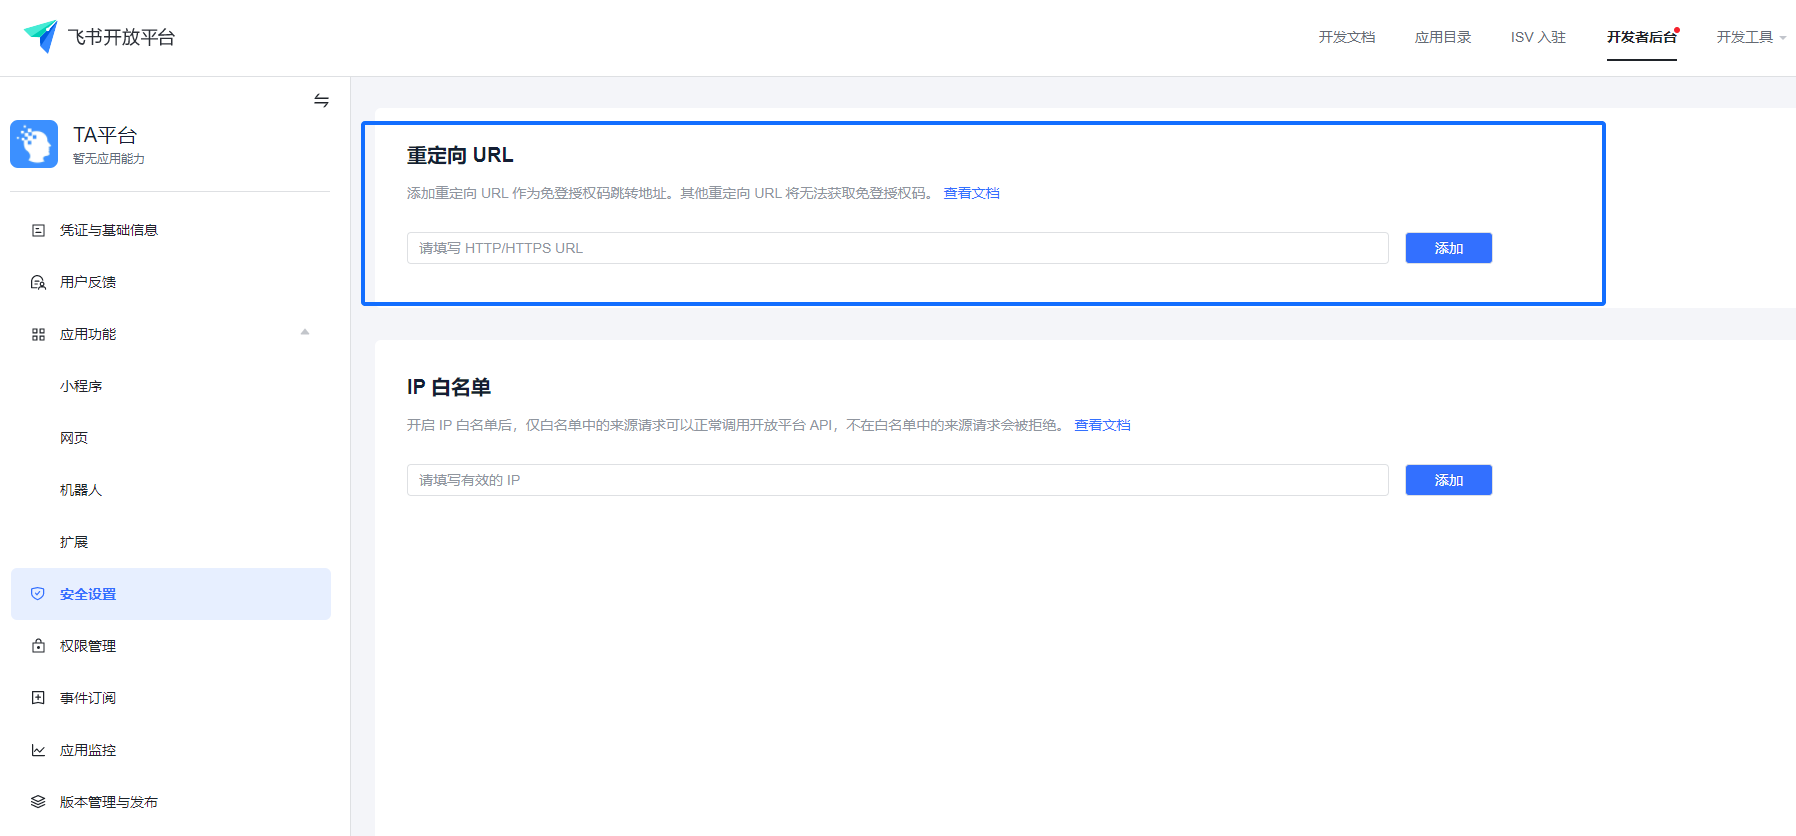 飞书开放平台
开发文档
应用目录
ISV 入驻
开发者后台
开发工具
TA平台
暂无应用能力
凭证与基础信息
用户反馈
应用功能
小程序
网页
机器人
扩展
安全设置
权限管理
事件订阅
应用监控
版本管理与发布
重定向 URL
添加重定向 URL 作为免登授权码跳转地址。其他重定向 URL 将无法获取免登授权码。 查看文档
请填写 HTTP/HTTPS URL
添加
IP 白名单
开启 IP 白名单后，仅白名单中的来源请求可以正常调用开放平台 API，不在白名单中的来源请求会被拒绝。 查看文档
请填写有效的 IP
添加